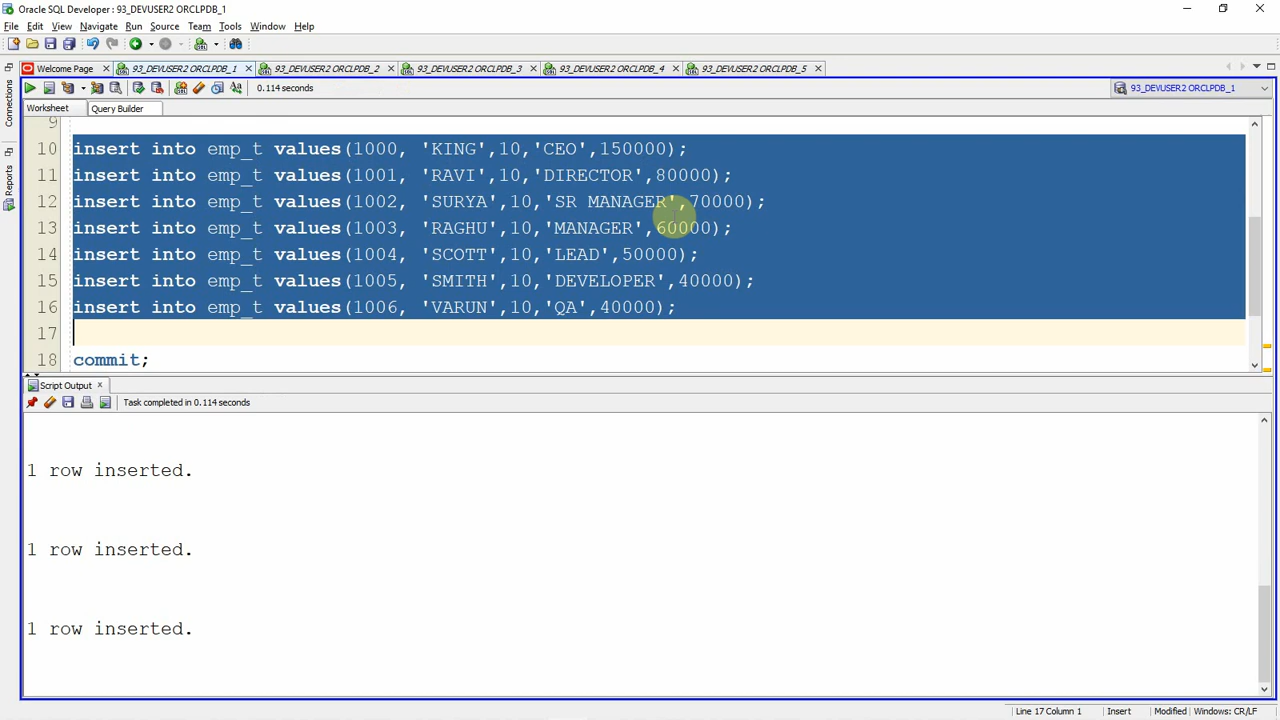 Oracle SQL Developer : 93_DEVUSER2 ORCLPDB_1
File Edit View Navigate Run Source Team Tools Window Help
Welcome Page 93_DEVUSER2 ORCLPDB_1 93_DEVUSER2 ORCLPDB_2 93_DEVUSER2 ORCLPDB_3 93_DEVUSER2 ORCLPDB_4 93_DEVUSER2 ORCLPDB_5
0.114 seconds 93_DEVUSER2 ORCLPDB_1
Connections
Reports
Worksheet Query Builder
9
10 insert into emp_t values(1000, 'KING',10,'CEO',150000);
11 insert into emp_t values(1001, 'RAVI',10,'DIRECTOR',80000);
12 insert into emp_t values(1002, 'SURYA',10,'SR MANAGER',70000);
13 insert into emp_t values(1003, 'RAGHU',10,'MANAGER',60000);
14 insert into emp_t values(1004, 'SCOTT',10,'LEAD',50000);
15 insert into emp_t values(1005, 'SMITH',10,'DEVELOPER',40000);
16 insert into emp_t values(1006, 'VARUN',10,'QA',40000);
17
18 commit;
Script Output
Task completed in 0.114 seconds
1 row inserted.
1 row inserted.
1 row inserted.
Line 17 Column 1 Insert Modified Windows: CR/LF